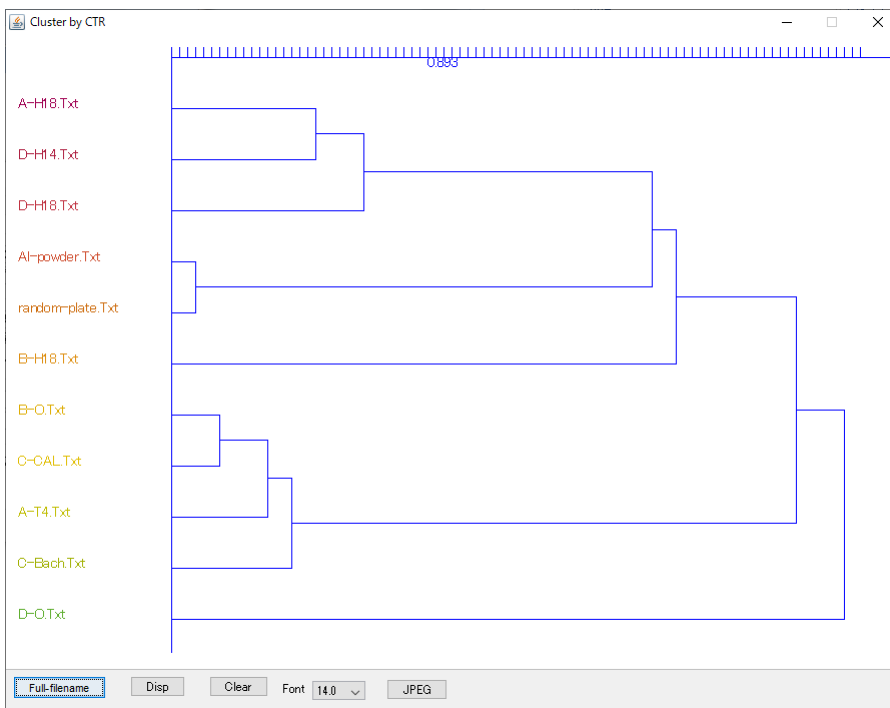 Cluster by CTR
0.893
A-H18.Txt
D-H14.Txt
D-H18.Txt
Al-powder.Txt
random-plate.Txt
B-H18.Txt
B-O.Txt
C-CAL.Txt
A-T4.Txt
C-Bach.Txt
D-O.Txt
Full-filename Disp Clear Font 14.0 JPEG